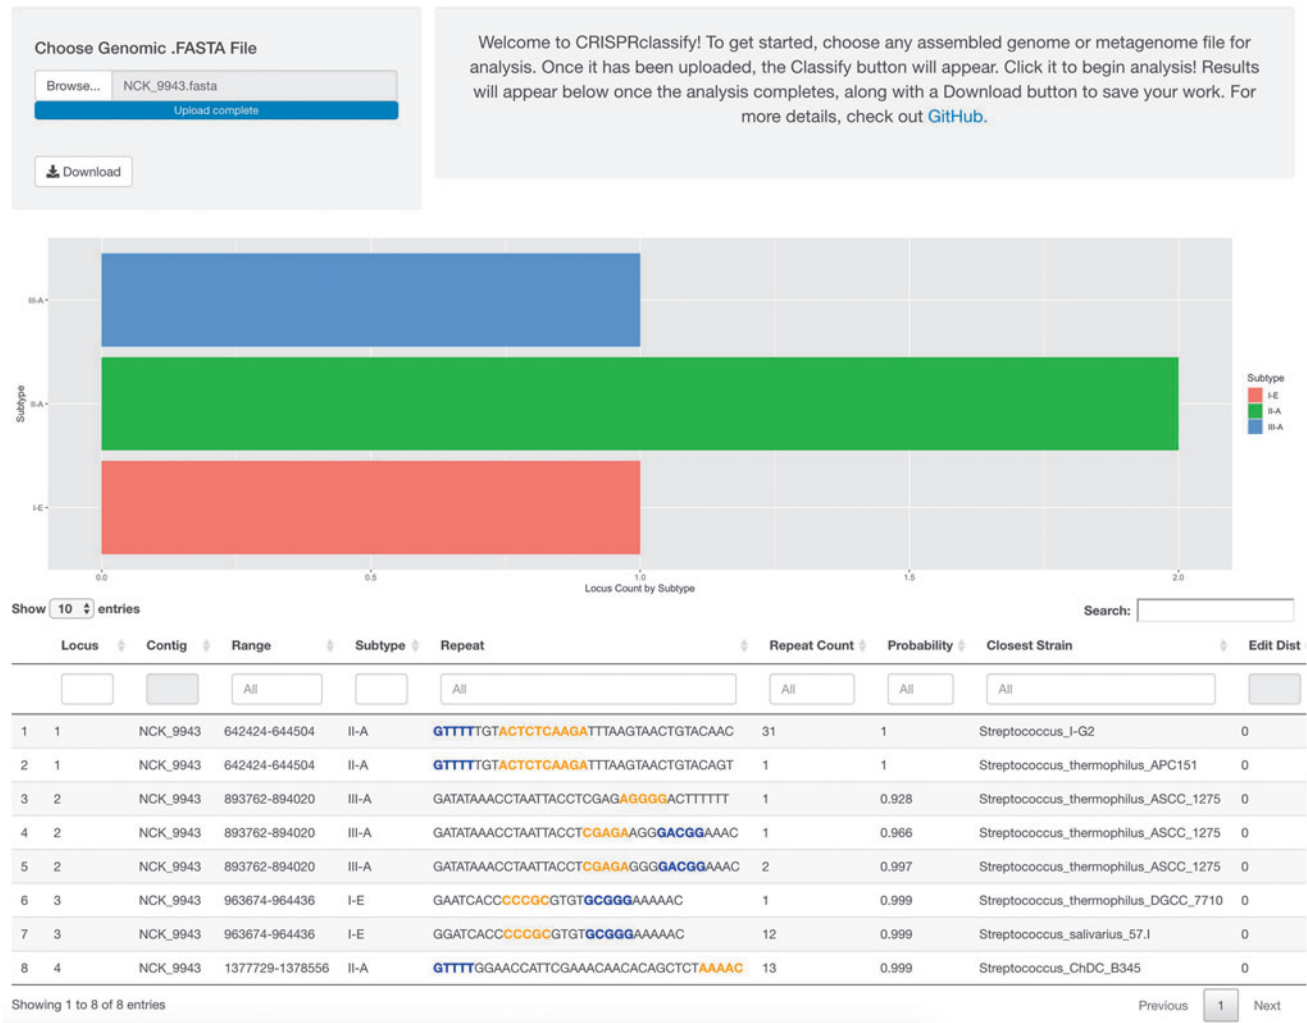 Choose Genomic .FASTA File
Browse... NCK_9943.fasta
Upload complete
Download
Welcome to CRISPRclassify! To get started, choose any assembled genome or metagenome file for
analysis. Once it has been uploaded, the Classify button will appear. Click it to begin analysis! Results
will appear below once the analysis completes, along with a Download button to save your work. For
more details, check out GitHub.
III-A
II-A
I-E
Subtype
0.0 0.5 1.0 1.5 2.0
Locus Count by Subtype
Subtype
I-E
II-A
III-A
Show 10 entries
Search:
Locus Contig Range Subtype Repeat Repeat Count Probability Closest Strain Edit Dist
All All All All All
1 1 NCK_9943 642424-644504 II-A GTTTTTGTACTCTCAAGATTTAAGTAACTGTACAAC 31 1 Streptococcus_I-G2 0
2 1 NCK_9943 642424-644504 II-A GTTTTTGTACTCTCAAGATTTAAGTAACTGTACAGT 1 1 Streptococcus_thermophilus_APC151 0
3 2 NCK_9943 893762-894020 III-A GATATAAACCTAATTACCTCGAGAGGGGACTTTTTT 1 0.928 Streptococcus_thermophilus_ASCC_1275 0
4 2 NCK_9943 893762-894020 III-A GATATAAACCTAATTACCTCGAGAAGGGGACGGAAAC 1 0.966 Streptococcus_thermophilus_ASCC_1275 0
5 2 NCK_9943 893762-894020 III-A GATATAAACCTAATTACCTCGAGAGGGGGACGGAAAC 2 0.997 Streptococcus_thermophilus_ASCC_1275 0
6 3 NCK_9943 963674-964436 I-E GAATCACCCCCGCGTGTGCGGGAAAAAC 1 0.999 Streptococcus_thermophilus_DGCC_7710 0
7 3 NCK_9943 963674-964436 I-E GGATCACCCCCGCGTGTGCGGGAAAAAC 12 0.999 Streptococcus_salivarius_57.I 0
8 4 NCK_9943 1377729-1378556 II-A GTTTTGGAACCATTCGAAACAACACAGCTCTAAAAC 13 0.999 Streptococcus_ChDC_B345 0
Showing 1 to 8 of 8 entries
Previous 1 Next